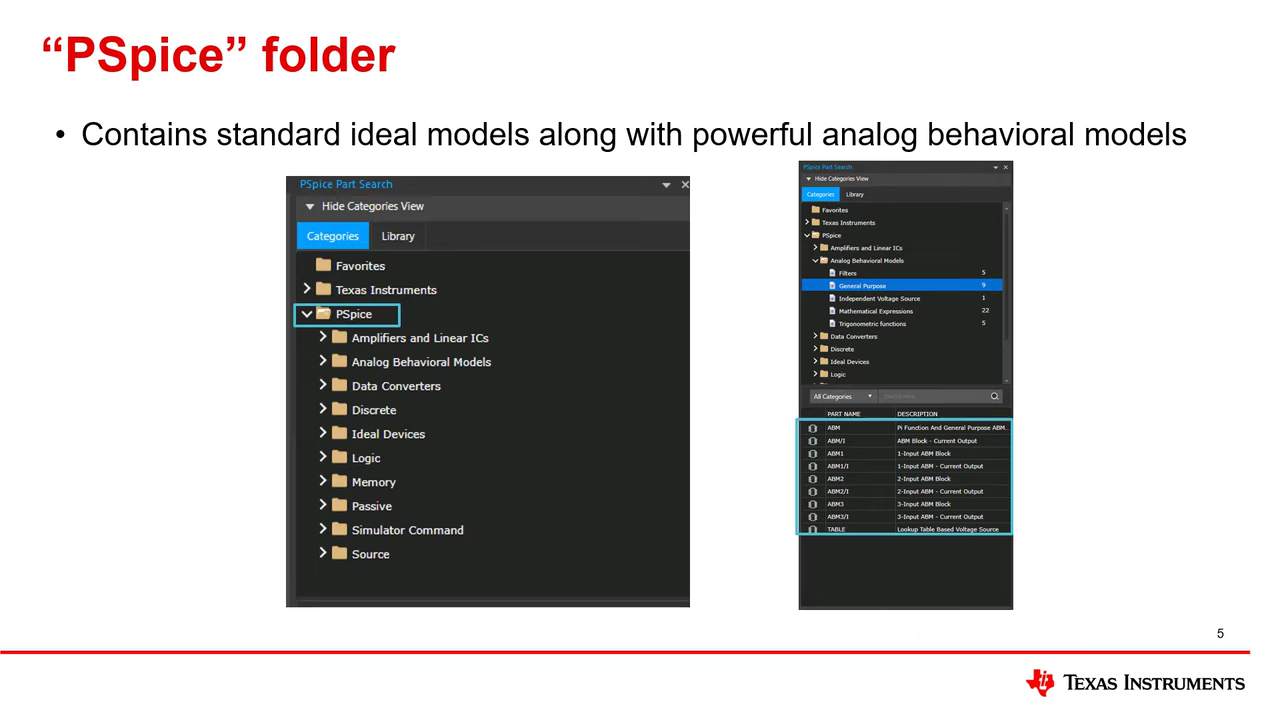 “PSpice” folder
• Contains standard ideal models along with powerful analog behavioral models
PSpice Part Search
Hide Categories View
Categories Library
Favorites
Texas Instruments
PSpice
Amplifiers and Linear ICs
Analog Behavioral Models
Data Converters
Discrete
Ideal Devices
Logic
Memory
Passive
Simulator Command
Source
PSpice Part Search
Hide Categories View
Categories Library
Favorites
Texas Instruments
PSpice
Amplifiers and Linear ICs
Analog Behavioral Models
Filters 5
General Purpose 9
Independent Voltage Source 1
Mathematical Expressions 22
Trigonometric functions 5
Data Converters
Discrete
Ideal Devices
Logic
All Categories
PART NAME DESCRIPTION
ABM Pi Function And General Purpose ABM...
ABM/I ABM Block - Current Output
ABM1 1-Input ABM Block
ABM1/I 1-Input ABM - Current Output
ABM2 2-Input ABM Block
ABM2/I 2-Input ABM - Current Output
ABM3 3-Input ABM Block
ABM3/I 3-Input ABM - Current Output
TABLE Lookup Table Based Voltage Source
5
TEXAS INSTRUMENTS